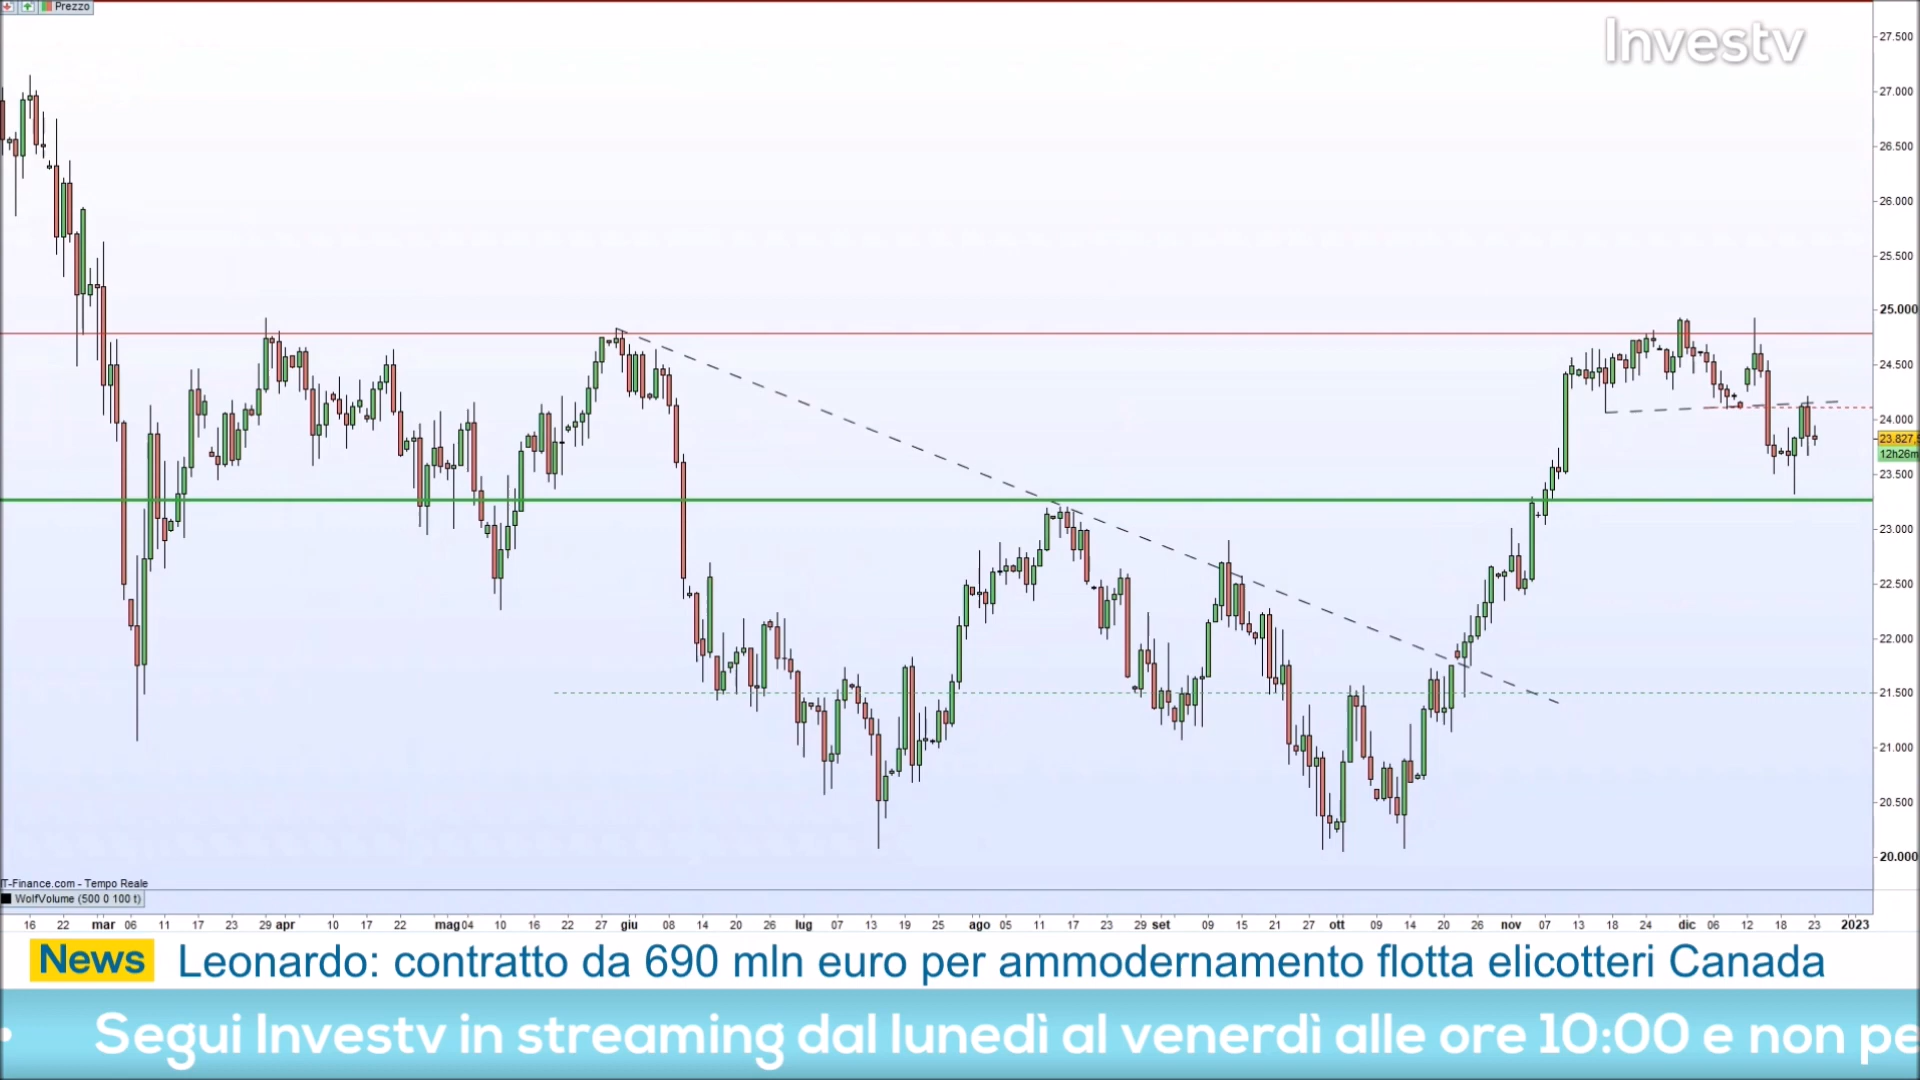 Prezzo
Investv
27.500
27.000
26.500
26.000
25.500
25.000
24.500
24.000
23.827,5
12h26m
23.500
23.000
22.500
22.000
21.500
21.000
20.500
20.000
IT-Finance.com - Tempo Reale
WolfVolume (500 0 100 t)
16 22 mar 06 11 17 23 29 apr 10 17 22 mag 04 10 16 22 27 giu 08 14 20 26 lug 07 13 19 25 ago 05 11 17 23 29 set 09 15 21 27 ott 09 14 20 26 nov 07 13 18 24 dic 06 12 18 23 2023
News Leonardo: contratto da 690 mln euro per ammodernamento flotta elicotteri Canada
• Segui Investv in streaming dal lunedì al venerdì alle ore 10:00 e non pe